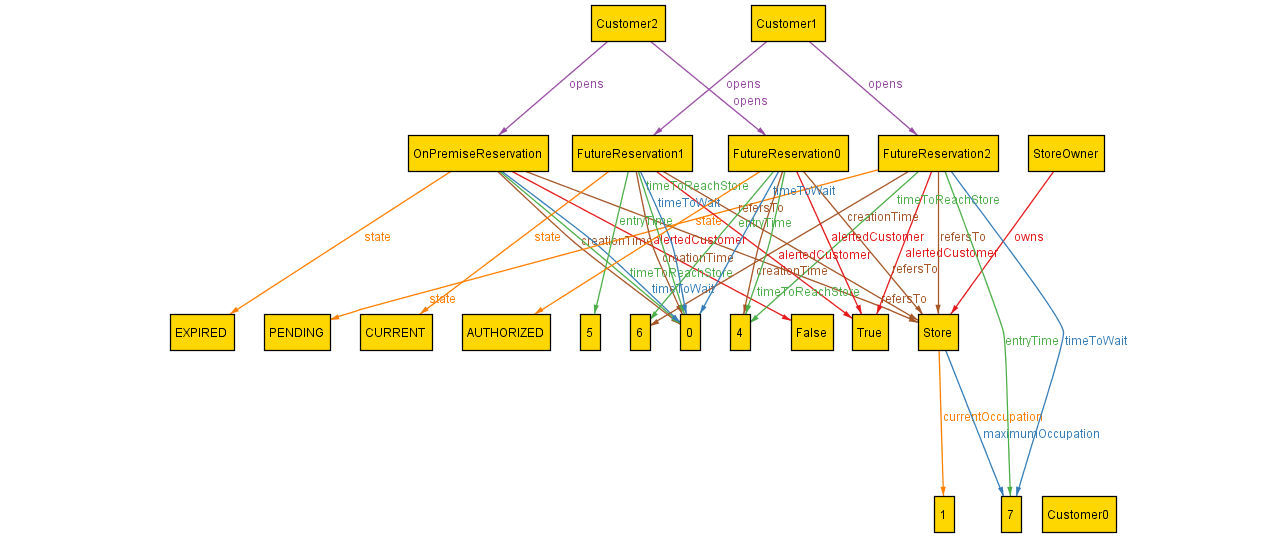 Customer2
Customer1
opens
opens
opens
opens
OnPremiseReservation
FutureReservation1
FutureReservation0
FutureReservation2
StoreOwner
timeToReachStore
timeToWait
timeToWait
timeToReachStore
refersTo
creationTime
entryTime
state
entryTime
state
state
creationTime
alertedCustomer
alertedCustomer
refersTo
owns
creationTime
alertedCustomer
alertedCustomer
timeToReachStore
creationTime
refersTo
timeToWait
timeToReachStore
state
refersTo
EXPIRED
PENDING
CURRENT
AUTHORIZED
5
6
0
4
False
True
Store
entryTime
timeToWait
currentOccupation
maximumOccupation
1
7
Customer0